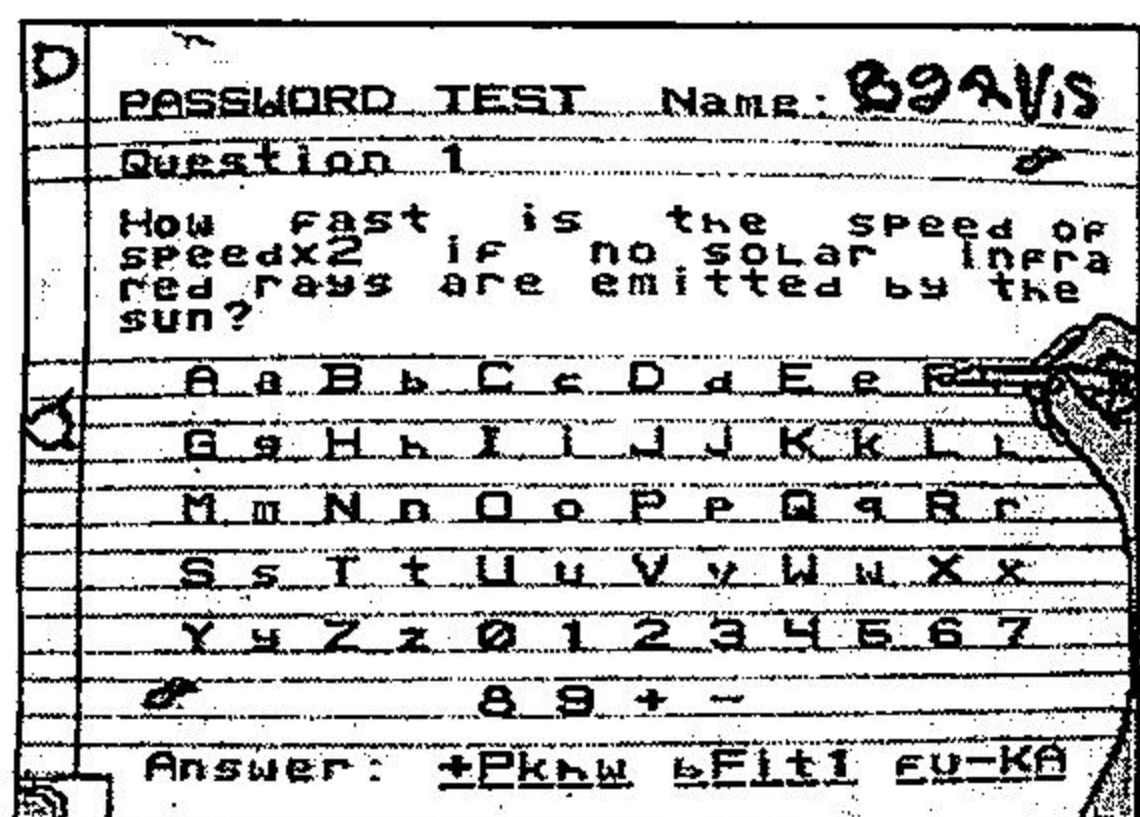 PASSWORD TEST Name:
Question 1
How fast is the speed of
speedx2 if no solar infra
red rays are emitted by the
sun?
A a B b C c D d E e F
G g H h I i J j K k L l
M m N n O o P p Q q R r
S s T t U u V v W w X x
Y y Z z 0 1 2 3 4 5 6 7
8 9 + -
Answer: +Pkhw bFit1 fu-KA